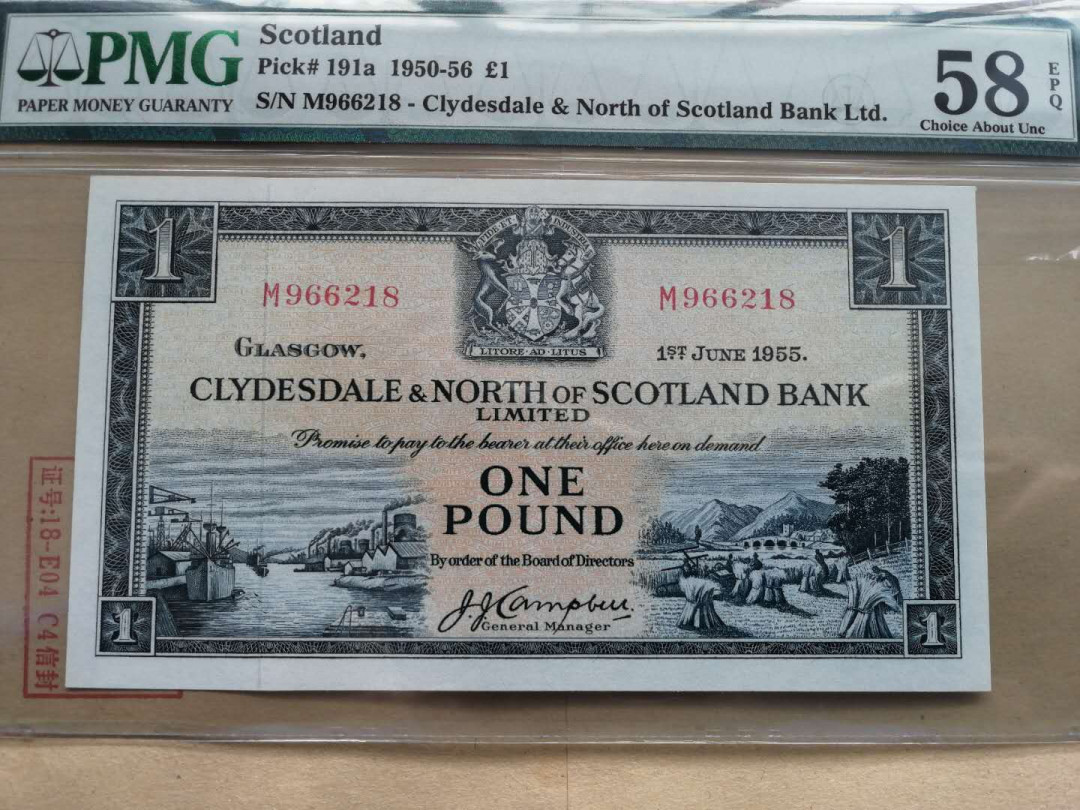 PMG
PAPER MONEY GUARANTY
Scotland
Pick# 191a 1950-56 £1
S/N M966218 - Clydesdale & North of Scotland Bank Ltd.
58 EPQ
Choice About Unc
1 1
M966218 M966218
LITORE·AD·LITUS
GLASGOW, 1ST JUNE 1955.
CLYDESDALE & NORTH OF SCOTLAND BANK
LIMITED
Promise to pay to the bearer at their office here on demand
ONE
POUND
By order of the Board of Directors
J.J. Campbell.
General Manager
1 1
证号:18-E04 C4信封